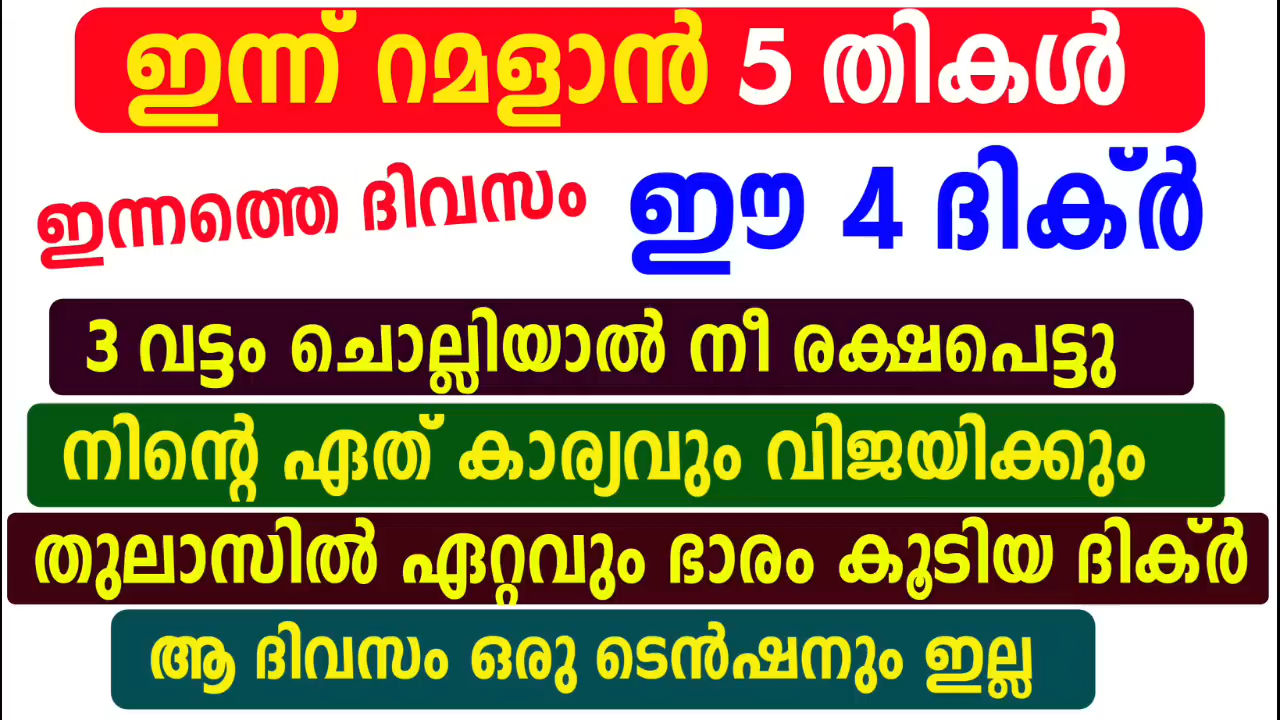 ഇന്ന് റമളാൻ 5 തികൾ
ഇന്നത്തെ ദിവസം ഈ 4 ദിക്ർ
3 വട്ടം ചൊല്ലിയാൽ നീ രക്ഷപെട്ടു
നിന്റെ ഏത് കാര്യവും വിജയിക്കും
തുലാസിൽ ഏറ്റവും ഭാരം കൂടിയ ദിക്ർ
ആ ദിവസം ഒരു ടെൻഷനും ഇല്ല